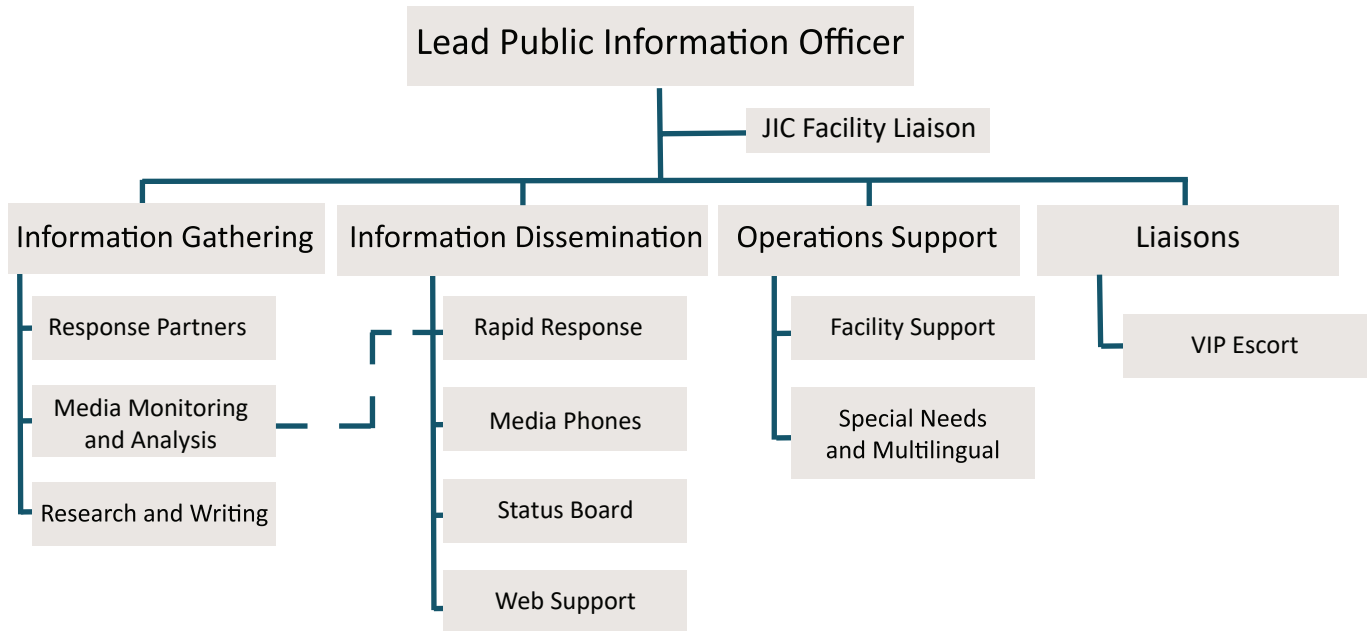 Lead Public Information Officer
JIC Facility Liaison
Information Gathering
Information Dissemination
Operations Support
Liaisons
Response Partners
Media Monitoring
and Analysis
Research and Writing
Rapid Response
Media Phones
Status Board
Web Support
Facility Support
Special Needs
and Multilingual
VIP Escort